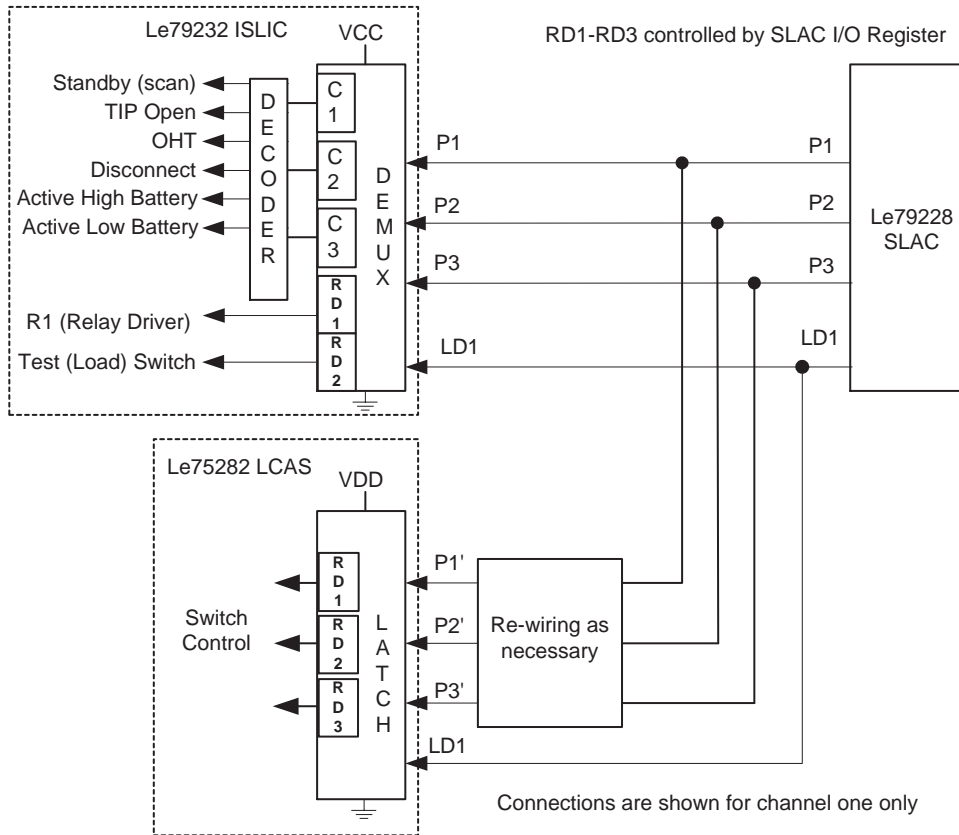 Le79232 ISLIC
VCC
RD1-RD3 controlled by SLAC I/O Register
Standby (scan)
TIP Open
OHT
Disconnect
Active High Battery
Active Low Battery
R1 (Relay Driver)
Test (Load) Switch
DECODER
C1
C2
C3
RD1
RD2
DEMUX
P1
P2
P3
LD1
P1
P2
P3
LD1
Le79228
SLAC
Le75282 LCAS
VDD
Switch
Control
RD1
RD2
RD3
LATCH
P1'
P2'
P3'
LD1
Re-wiring as
necessary
Connections are shown for channel one only